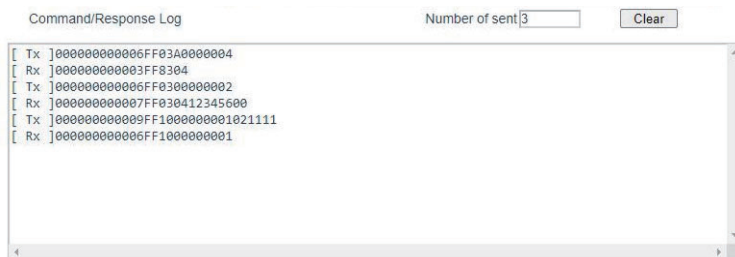 Command/Response Log Number of sent 3 Clear
[ Tx ]000000000006FF03A0000004
[ Rx ]000000000003FF8304
[ Tx ]000000000006FF0300000002
[ Rx ]000000000007FF030412345600
[ Tx ]000000000009FF1000000001021111
[ Rx ]000000000006FF1000000001